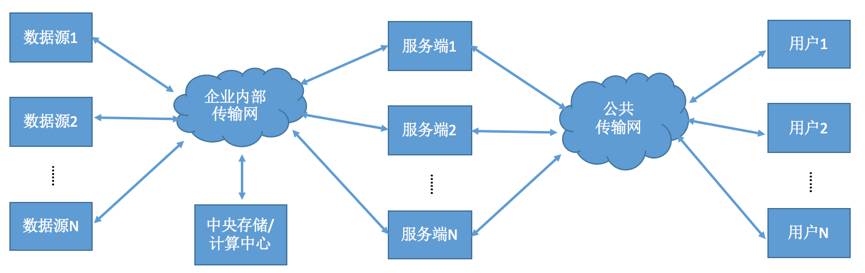 数据源1
数据源2
......
数据源N
企业内部
传输网
中央存储/
计算中心
服务端1
服务端2
......
服务端N
公共
传输网
用户1
用户2
......
用户N